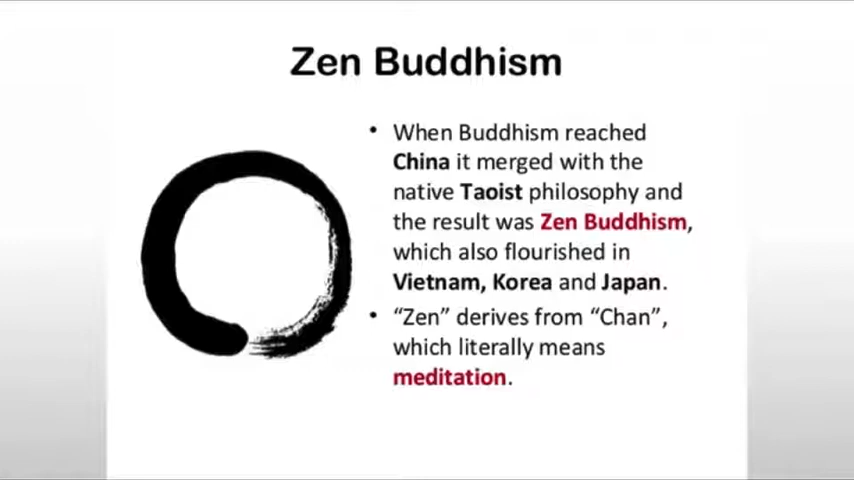 Zen Buddhism
• When Buddhism reached
China it merged with the
native Taoist philosophy and
the result was Zen Buddhism,
which also flourished in
Vietnam, Korea and Japan.
• “Zen” derives from “Chan”,
which literally means
meditation.